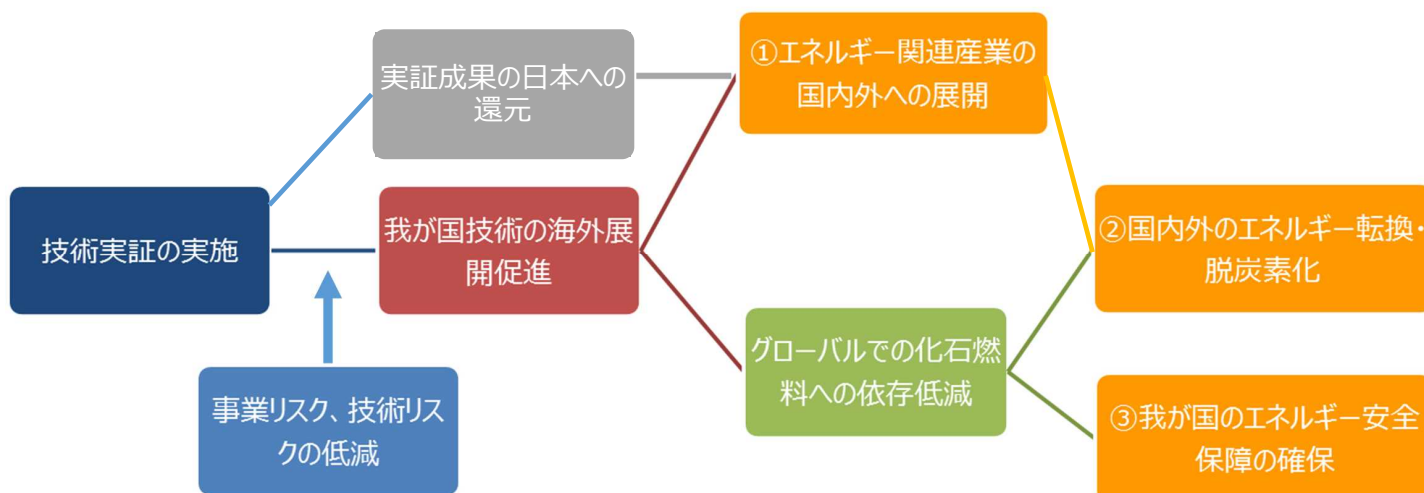 実証成果の日本への
還元
①エネルギー関連産業の
国内外への展開
技術実証の実施
我が国技術の海外展
開促進
②国内外のエネルギー転換・
脱炭素化
グローバルでの化石燃
料への依存低減
事業リスク、技術リス
クの低減
③我が国のエネルギー安全
保障の確保